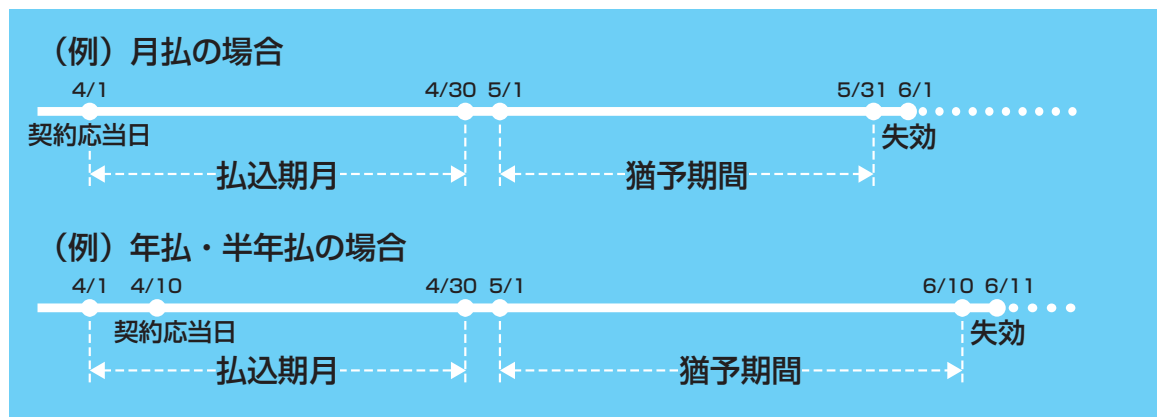 （例）月払の場合
4/1 4/30 5/1 5/31 6/1
契約応当日 失効
払込期月 猶予期間
（例）年払・半年払の場合
4/1 4/10 4/30 5/1 6/10 6/11
契約応当日 失効
払込期月 猶予期間